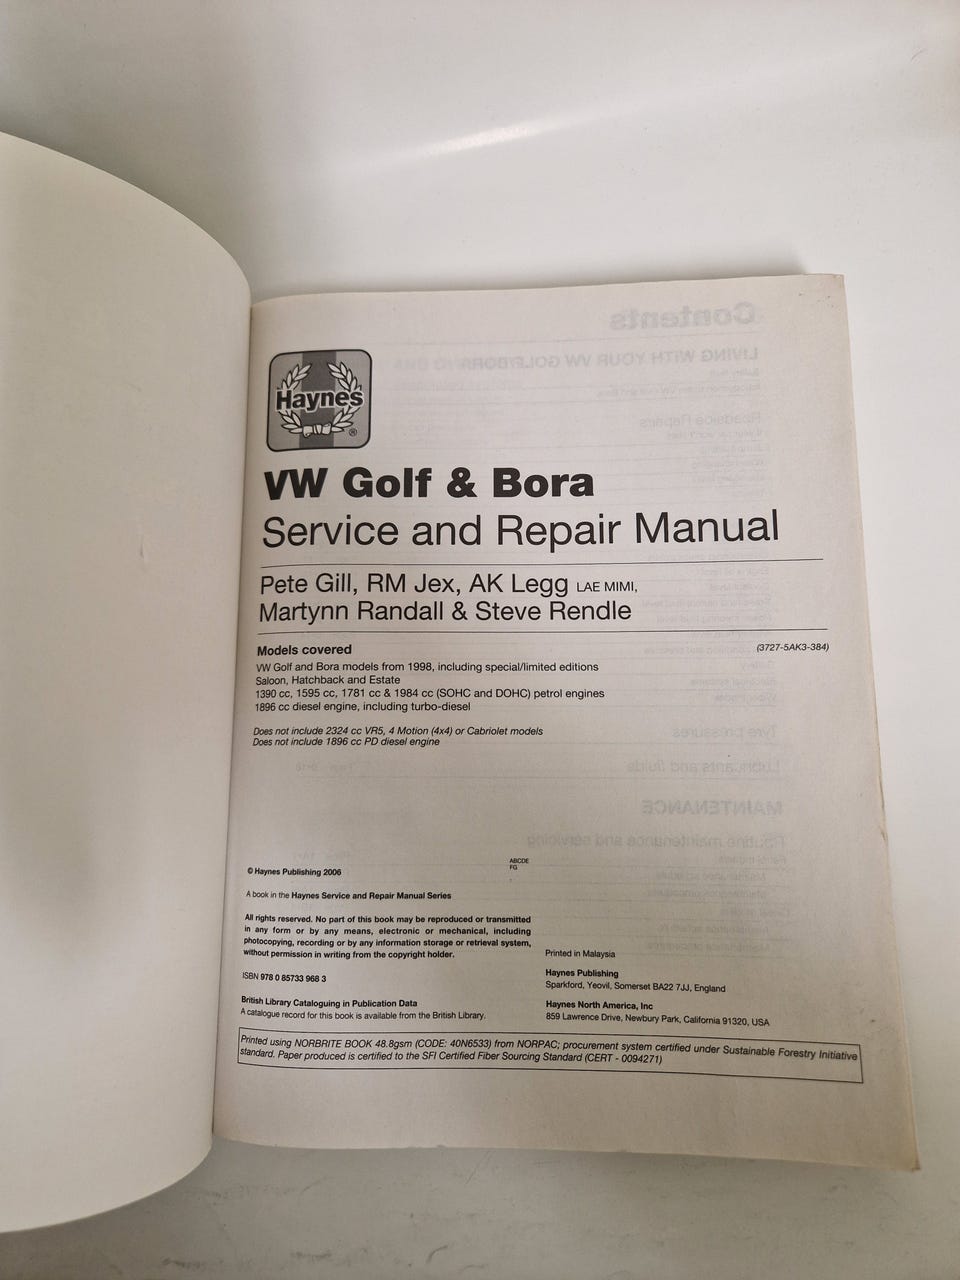 Haynes
®
VW Golf & Bora
Service and Repair Manual
Pete Gill, RM Jex, AK Legg LAE MIMI,
Martynn Randall & Steve Rendle
Models covered
(3727-5AK3-384)
VW Golf and Bora models from 1998, including special/limited editions
Saloon, Hatchback and Estate
1390 cc, 1595 cc, 1781 cc & 1984 cc (SOHC and DOHC) petrol engines
1896 cc diesel engine, including turbo-diesel
Does not include 2324 cc VR5, 4 Motion (4x4) or Cabriolet models
Does not include 1896 cc PD diesel engine
© Haynes Publishing 2006
ABCDE
FG
A book in the Haynes Service and Repair Manual Series
All rights reserved. No part of this book may be reproduced or transmitted
in any form or by any means, electronic or mechanical, including
photocopying, recording or by any information storage or retrieval system,
without permission in writing from the copyright holder.
ISBN 978 0 85733 968 3
British Library Cataloguing in Publication Data
A catalogue record for this book is available from the British Library.
Printed in Malaysia
Haynes Publishing
Sparkford, Yeovil, Somerset BA22 7JJ, England
Haynes North America, Inc
859 Lawrence Drive, Newbury Park, California 91320, USA
Printed using NORBRITE BOOK 48.8gsm (CODE: 40N6533) from NORPAC; procurement system certified under Sustainable Forestry Initiative
standard. Paper produced is certified to the SFI Certified Fiber Sourcing Standard (CERT - 0094271)